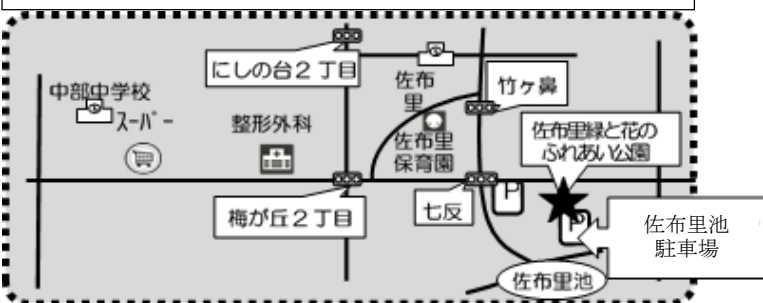 にしの台2丁目
中部中学校
スーパー
整形外科
佐布
里
竹ヶ鼻
佐布里
保育園
佐布里緑と花の
ふれあい公園
梅が丘2丁目
七反
P
P
佐布里池
駐車場
佐布里池